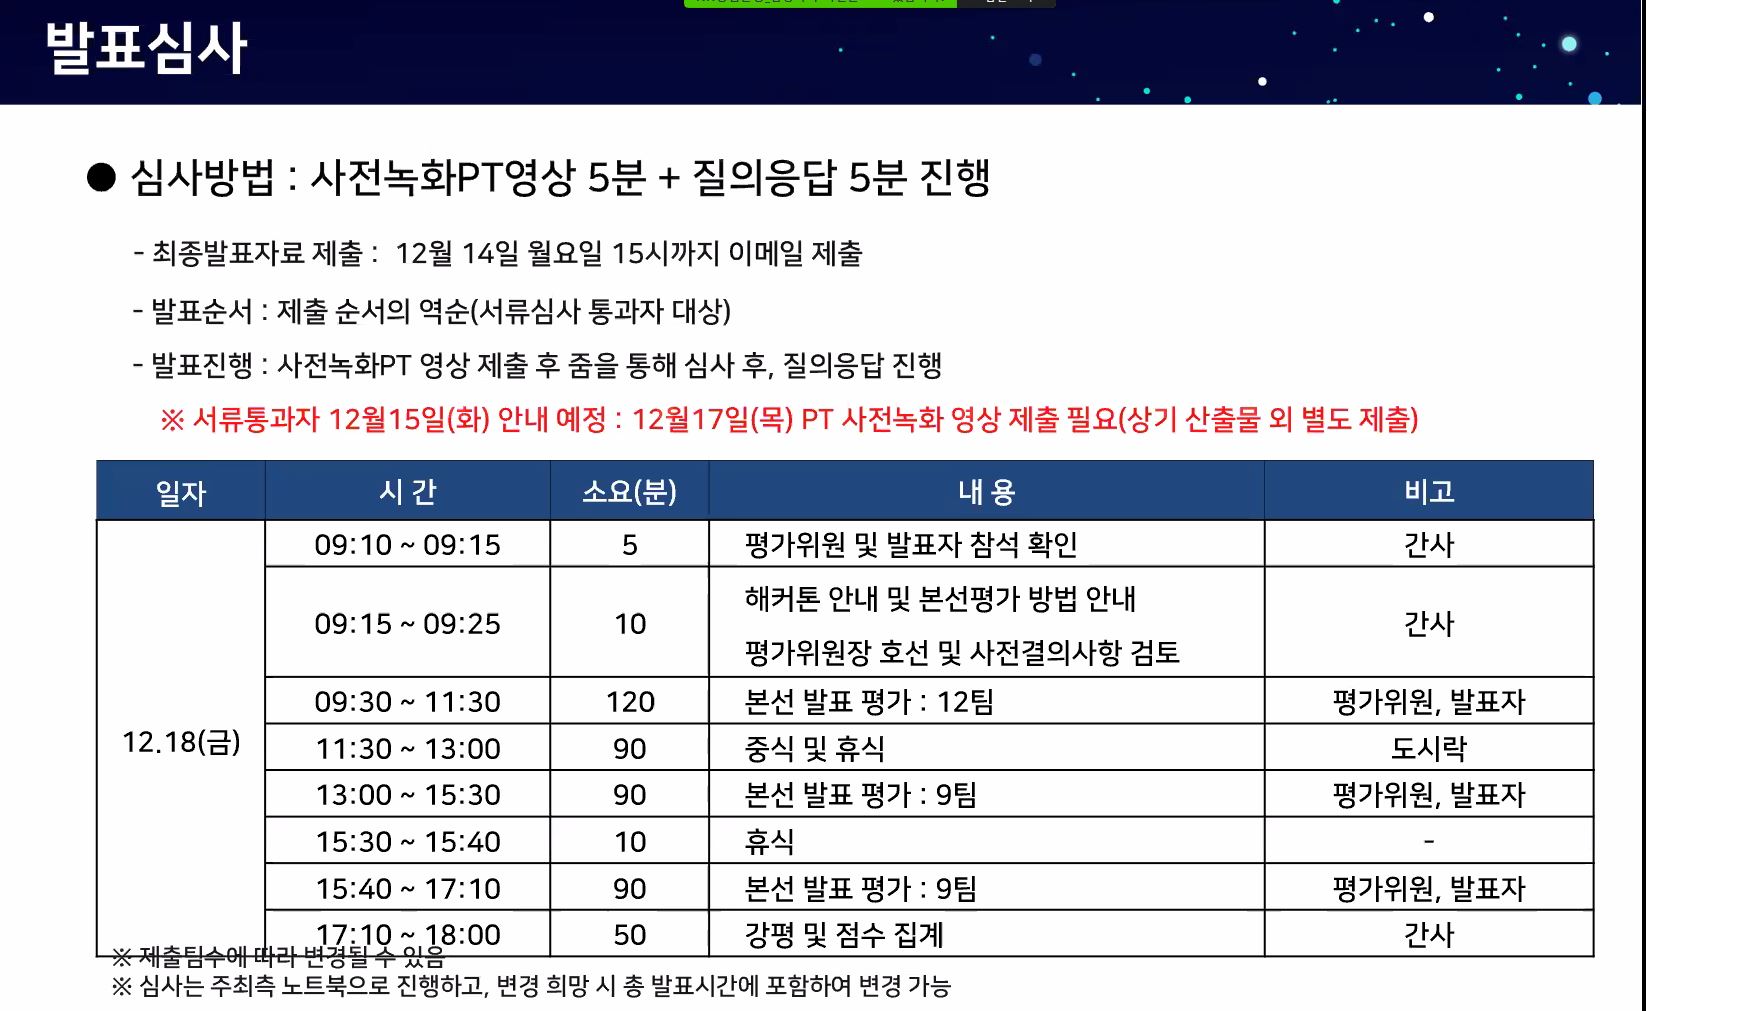 발표심사
● 심사방법 : 사전녹화PT영상 5분 + 질의응답 5분 진행
- 최종발표자료 제출 : 12월 14일 월요일 15시까지 이메일 제출
- 발표순서 : 제출 순서의 역순(서류심사 통과자 대상)
- 발표진행 : 사전녹화PT 영상 제출 후 줌을 통해 심사 후, 질의응답 진행
※ 서류통과자 12월15일(화) 안내 예정 : 12월17일(목) PT 사전녹화 영상 제출 필요(상기 산출물 외 별도 제출)
일자 시 간 소요(분) 내 용 비고
09:10 ~ 09:15 5 평가위원 및 발표자 참석 확인 간사
해커톤 안내 및 본선평가 방법 안내
09:15 ~ 09:25 10 간사
평가위원장 호선 및 사전결의사항 검토
09:30 ~ 11:30 120 본선 발표 평가 : 12팀 평가위원, 발표자
12.18(금)
11:30 ~ 13:00 90 중식 및 휴식 도시락
13:00 ~ 15:30 90 본선 발표 평가 : 9팀 평가위원, 발표자
15:30 ~ 15:40 10 휴식 -
15:40 ~ 17:10 90 본선 발표 평가 : 9팀 평가위원, 발표자
17:10 ~ 18:00 50 강평 및 점수 집계 간사
※ 제출팀수에 따라 변경될 수 있음
※ 심사는 주최측 노트북으로 진행하고, 변경 희망 시 총 발표시간에 포함하여 변경 가능